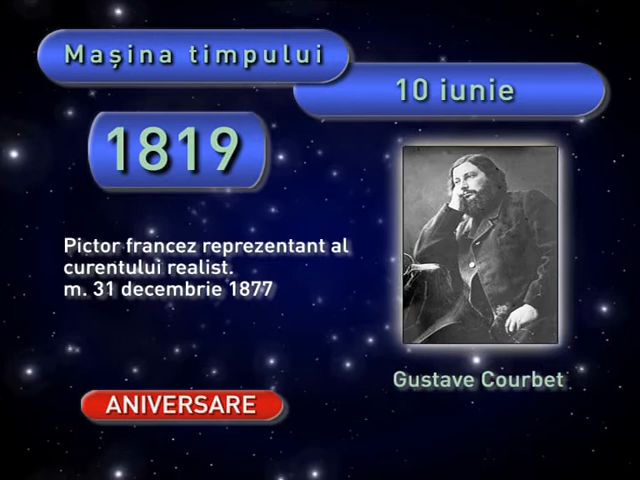 Mașina timpului
10 iunie
1819
Pictor francez reprezentant al
curentului realist.
m. 31 decembrie 1877
Gustave Courbet
ANIVERSARE